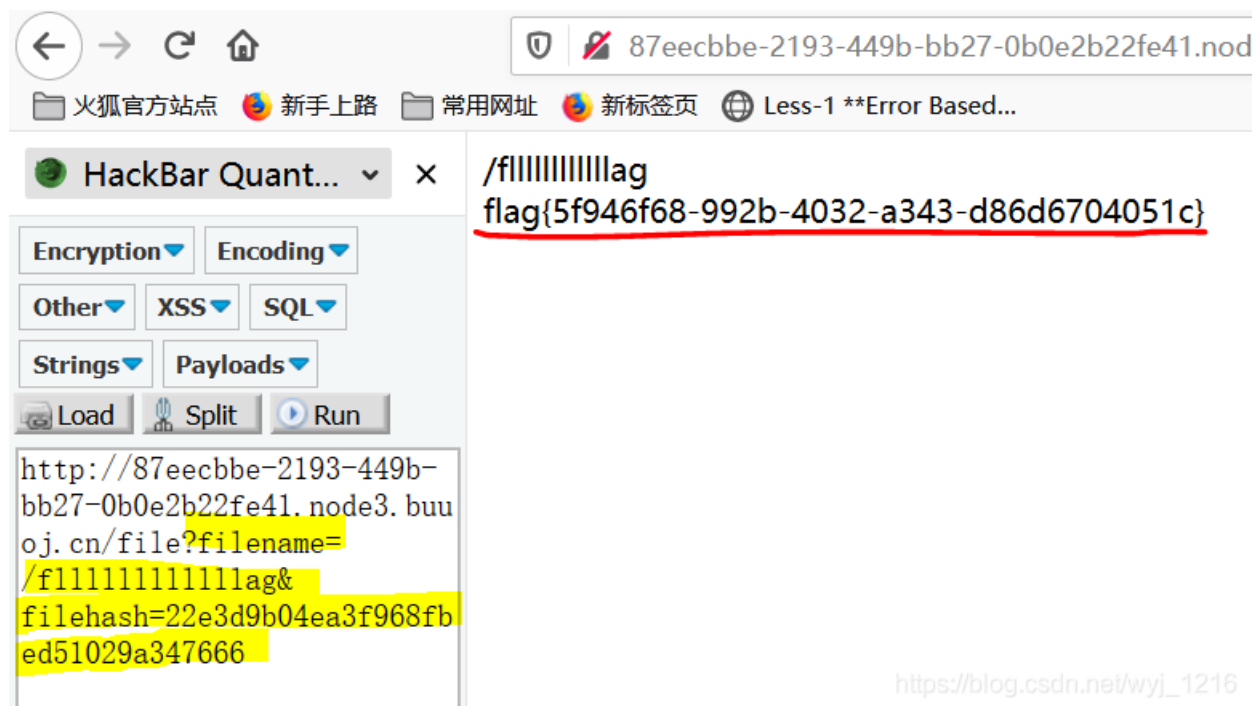 87eecbbe-2193-449b-bb27-0b0e2b22fe41.nod
火狐官方站点 新手上路 常用网址 新标签页 Less-1 **Error Based...
HackBar Quant...
/fllllllllllllag
flag{5f946f68-992b-4032-a343-d86d6704051c}
Encryption Encoding
Other XSS SQL
Strings Payloads
Load Split Run
http://87eecbbe-2193-449b-
bb27-0b0e2b22fe41.node3.buu
oj.cn/file?filename=
/fllllllllllllag&
filehash=22e3d9b04ea3f968fb
ed51029a347666
https://blog.csdn.net/wyj_1216